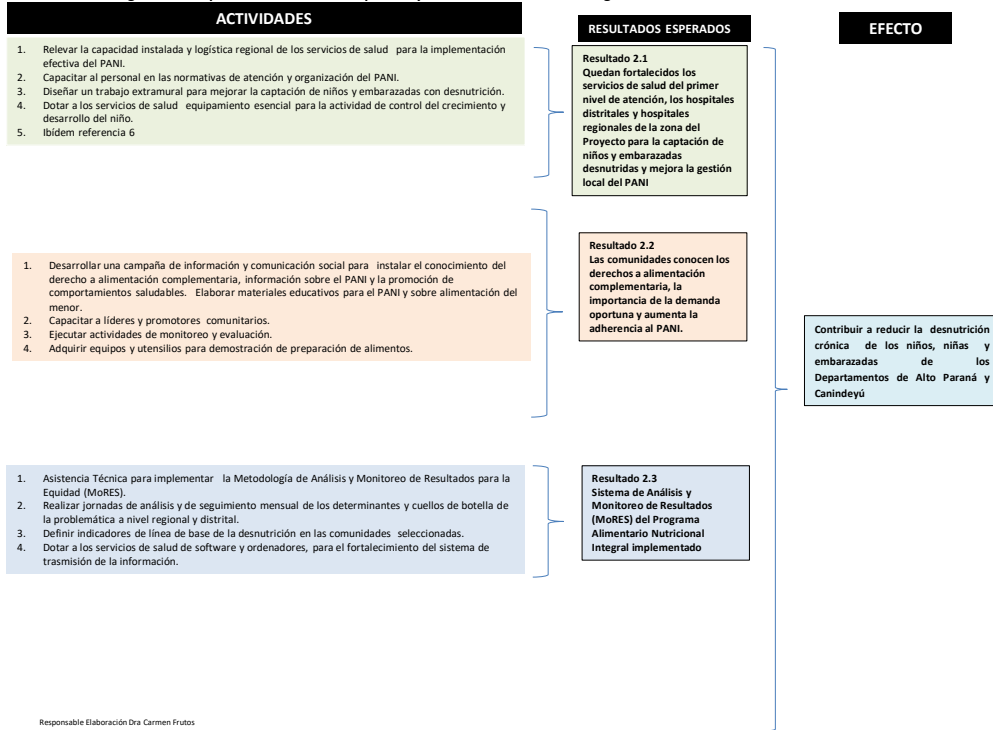 ACTIVIDADES
RESULTADOS ESPERADOS
EFECTO
1. Relevar la capacidad instalada y logística regional de los servicios de salud para la implementación
efectiva del PANI.
2. Capacitar al personal en las normativas de atención y organización del PANI.
3. Diseñar un trabajo extramural para mejorar la captación de niños y embarazadas con desnutrición.
4. Dotar a los servicios de salud equipamiento esencial para la actividad de control del crecimiento y
desarrollo del niño.
5. Ibídem referencia 6
Resultado 2.1
Quedan fortalecidos los
servicios de salud del primer
nivel de atención, los hospitales
distritales y hospitales
regionales de la zona del
Proyecto para la captación de
niños y embarazadas
desnutridas y mejora la gestión
local del PANI
1. Desarrollar una campaña de información y comunicación social para instalar el conocimiento del
derecho a alimentación complementaria, información sobre el PANI y la promoción de
comportamientos saludables. Elaborar materiales educativos para el PANI y sobre alimentación del
menor.
2. Capacitar a líderes y promotores comunitarios.
3. Ejecutar actividades de monitoreo y evaluación.
4. Adquirir equipos y utensilios para demostración de preparación de alimentos.
Resultado 2.2
Las comunidades conocen los
derechos a alimentación
complementaria, la
importancia de la demanda
oportuna y aumenta la
adherencia al PANI.
Contribuir a reducir la desnutrición
crónica de los niños, niñas y
embarazadas de los
Departamentos de Alto Paraná y
Canindeyú
1. Asistencia Técnica para implementar la Metodología de Análisis y Monitoreo de Resultados para la
Equidad (MoRES).
2. Realizar jornadas de análisis y de seguimiento mensual de los determinantes y cuellos de botella de
la problemática a nivel regional y distrital.
3. Definir indicadores de línea de base de la desnutrición en las comunidades seleccionadas.
4. Dotar a los servicios de salud de software y ordenadores, para el fortalecimiento del sistema de
trasmisión de la información.
Resultado 2.3
Sistema de Análisis y
Monitoreo de Resultados
(MoRES) del Programa
Alimentario Nutricional
Integral implementado
Responsable Elaboración Dra Carmen Frutos